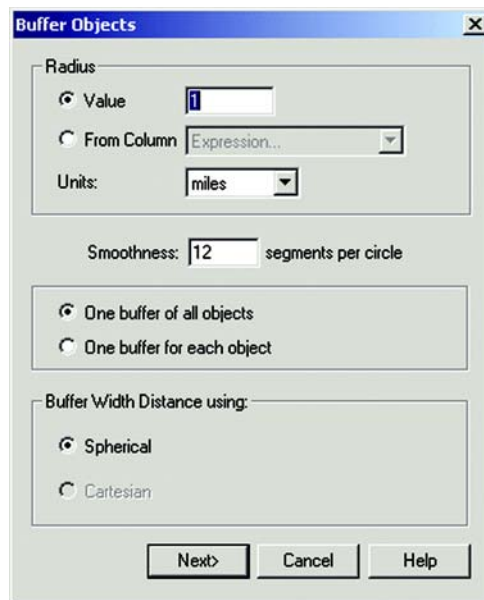 Buffer Objects
Radius
Value 1
From Column Expression...
Units: miles
Smoothness: 12 segments per circle
One buffer of all objects
One buffer for each object
Buffer Width Distance using:
Spherical
Cartesian
Next> Cancel Help